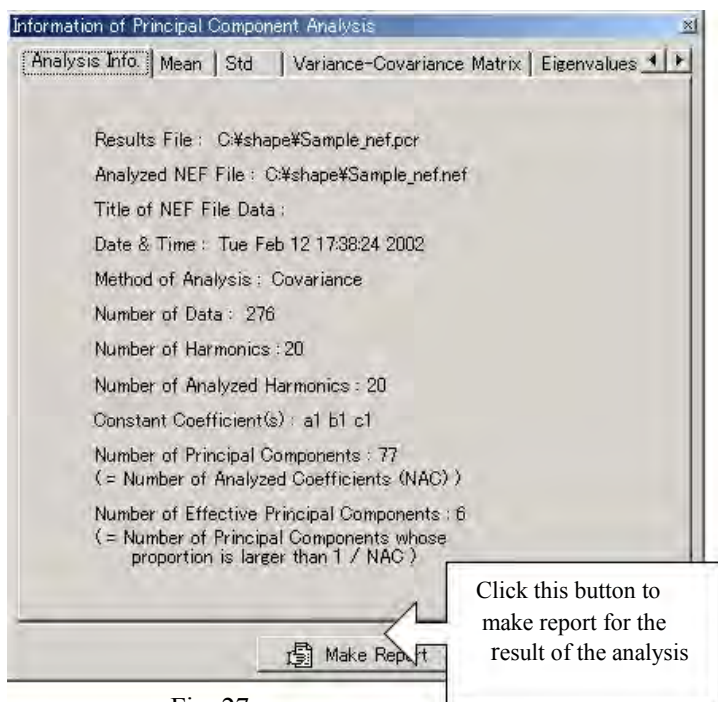 Information of Principal Component Analysis
Analysis Info. Mean Std Variance-Covariance Matrix Eigenvalues
Results File : C:¥shape¥Sample_nef.pcr
Analyzed NEF File : C:¥shape¥Sample_nef.nef
Title of NEF File Data :
Date & Time : Tue Feb 12 17:38:24 2002
Method of Analysis : Covariance
Number of Data : 276
Number of Harmonics : 20
Number of Analyzed Harmonics : 20
Constant Coefficient(s) : a1 b1 c1
Number of Principal Components : 77
( = Number of Analyzed Coefficients (NAC) )
Number of Effective Principal Components : 6
( = Number of Principal Components whose
proportion is larger than 1 / NAC )
Click this button to
make report for the
result of the analysis
Make Report